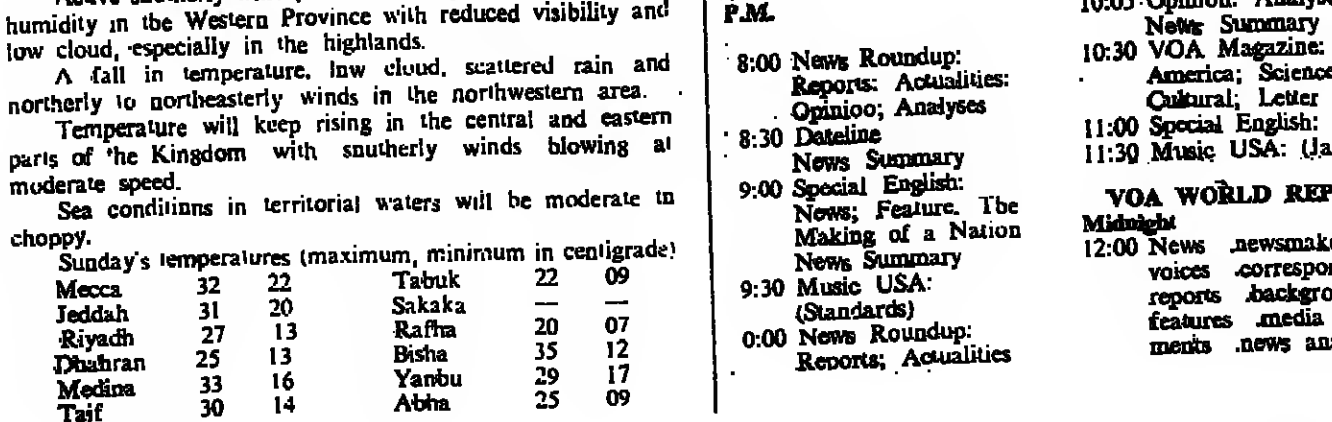 humidity in the Western Province with reduced visibility and
low cloud, especially in the highlands.
A fall in temperature, low cloud, scattered rain and
northerly to northeasterly winds in the northwestern area.
Temperature will keep rising in the central and eastern
parts of the Kingdom with southerly winds blowing at
moderate speed.
Sea conditions in territorial waters will be moderate to
choppy.
Sunday's temperatures (maximum, minimum in centigrade)
Mecca 32 22 Tabuk 22 09
Jeddah 31 20 Sakaka — —
Riyadh 27 13 Rafha 20 07
Dhahran 25 13 Bisha 35 12
Medina 33 16 Yanbu 29 17
Taif 30 14 Abha 25 09
P.M.
8:00 News Roundup:
Reports: Actualities:
Opinioo; Analyses
8:30 Dateline
News Summary
9:00 Special English:
News; Feature. The
Making of a Nation
News Summary
9:30 Music USA:
(Standards)
0:00 News Roundup:
Reports; Actualities
10:05 Opinion: Analyse
News Summary
10:30 VOA Magazine:
America; Science
Cultural; Letter
11:00 Special English:
11:30 Music USA: (Ja
VOA WORLD REP
Midnight
12:00 News .newsmake
voices .correspon
reports .backgro
features .media
ments .news ana